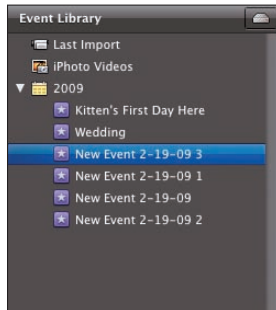 Event Library
Last Import
iPhoto Videos
2009
Kitten's First Day Here
Wedding
New Event 2-19-09 3
New Event 2-19-09 1
New Event 2-19-09
New Event 2-19-09 2